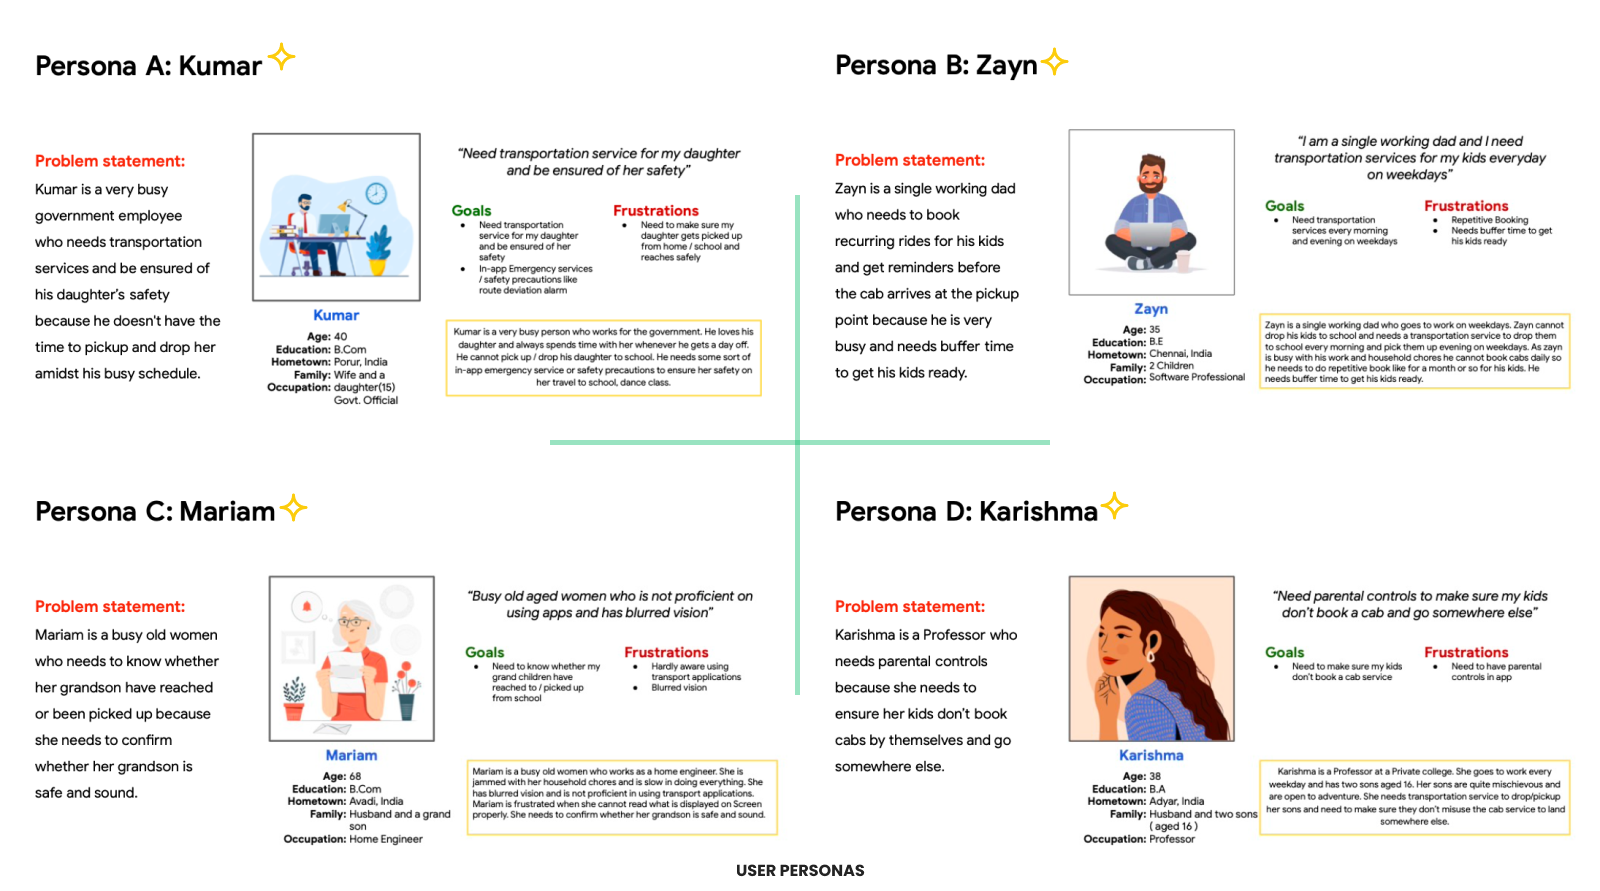 Persona A: Kumar
Problem statement:
Kumar is a very busy
government employee
who needs transportation
services and be ensured of
his daughter's safety
because he doesn't have the
time to pickup and drop her
amidst his busy schedule.
Kumar
Age: 40
Education: B.Com
Hometown: Porur, India
Family: Wife and a
Occupation: daughter(15)
Govt. Official
"Need transportation service for my daughter
and be ensured of her safety"
Goals
Need transportation
service for my daughter
and be ensured of her
safety
In-app Emergency services
/ safety precautions like
route deviation alarm
Frustrations
Need to make sure my
daughter gets picked up
from home / school and
reaches safely
Kumar is a very busy person who works for the government. He loves his
daughter and always spends time with her whenever he gets a day off.
He cannot pick up / drop his daughter to school. He needs some sort of
in-app emergency service or safety precautions to ensure her safety on
her travel to school, dance class.
Persona B: Zayn
Problem statement:
Zayn is a single working dad
who needs to book
recurring rides for his kids
and get reminders before
the cab arrives at the pickup
point because he is very
busy and needs buffer time
to get his kids ready.
Zayn
Age: 35
Education: B.E
Hometown: Chennai, India
Family: 2 Children
Occupation: Software Professional
"I am a single working dad and I need
transportation services for my kids everyday
on weekdays"
Goals
Need transportation
services every morning
and evening on weekdays
Frustrations
Repetitive Booking
Needs buffer time to get
his kids ready
Zayn is a single working dad who goes to work on weekdays. Zayn cannot
drop his kids to school and needs a transportation service to drop them
to school every morning and pick them up evening on weekdays. As zayn
is busy with his work and household chores he cannot book cabs daily so
he needs to do repetitive book like for a month or so for his kids. He
needs buffer time to get his kids ready.
Persona C: Mariam
Problem statement:
Mariam is a busy old women
who needs to know whether
her grandson have reached
or been picked up because
she needs to confirm
whether her grandson is
safe and sound.
Mariam
Age: 68
Education: B.Com
Hometown: Avadi, India
Family: Husband and a grand
son
Occupation: Home Engineer
"Busy old aged women who is not proficient on
using apps and has blurred vision"
Goals
Need to know whether my
grand children have
reached to / picked up
from school
Frustrations
Hardly aware using
transport applications
Blurred vision
Mariam is a busy old women who works as a home engineer. She is
jammed with her household chores and is slow in doing everything. She
has blurred vision and is not proficient in using transport applications.
Mariam is frustrated when she cannot read what is displayed on Screen
properly. She needs to confirm whether her grandson is safe and sound.
Persona D: Karishma
Problem statement:
Karishma is a Professor who
needs parental controls
because she needs to
ensure her kids don't book
cabs by themselves and go
somewhere else.
Karishma
Age: 38
Education: B.A
Hometown: Adyar, India
Family: Husband and two sons
( aged 16 )
Occupation: Professor
"Need parental controls to make sure my kids
don't book a cab and go somewhere else"
Goals
Need to make sure my kids
don't book a cab service
Frustrations
Need to have parental
controls in app
Karishma is a Professor at a Private college. She goes to work every
weekday and has two sons aged 16. Her sons are quite mischievous and
are open to adventure. She needs transportation service to drop/pickup
her sons and need to make sure they don't misuse the cab service to land
somewhere else.
USER PERSONAS